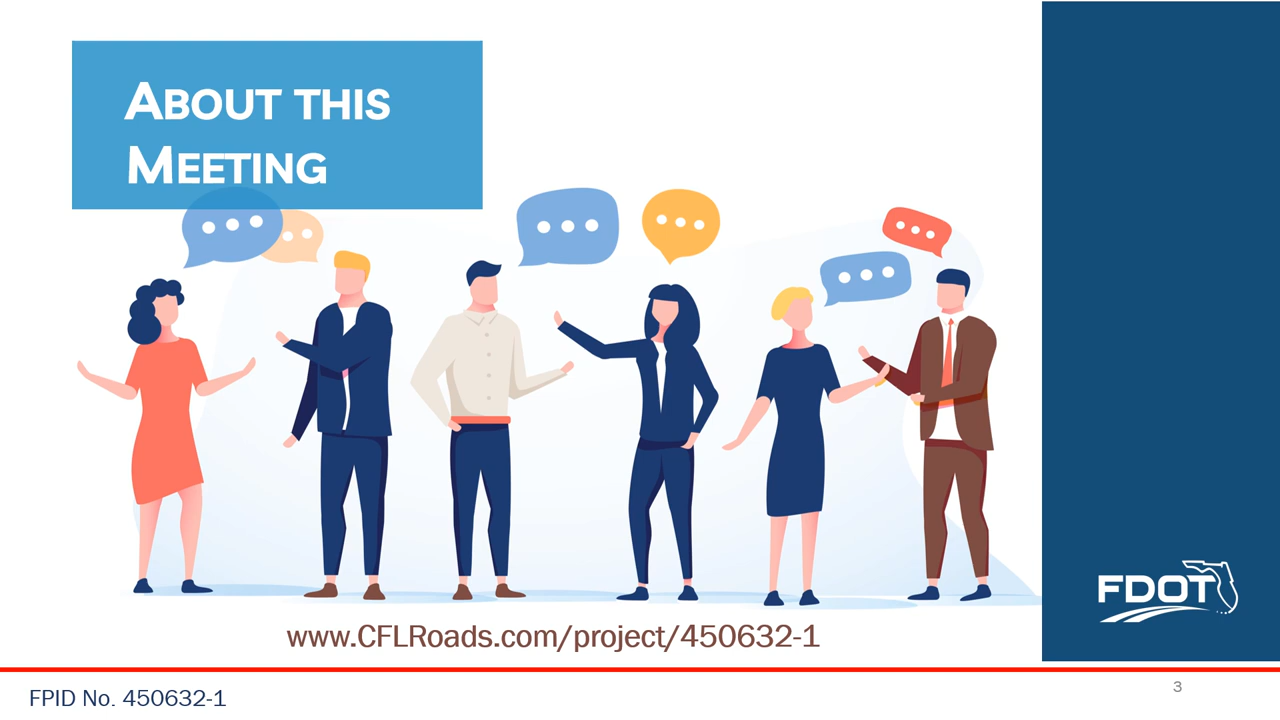 ABOUT THIS
MEETING
www.CFLRoads.com/project/450632-1
FDOT
FPID No. 450632-1
3